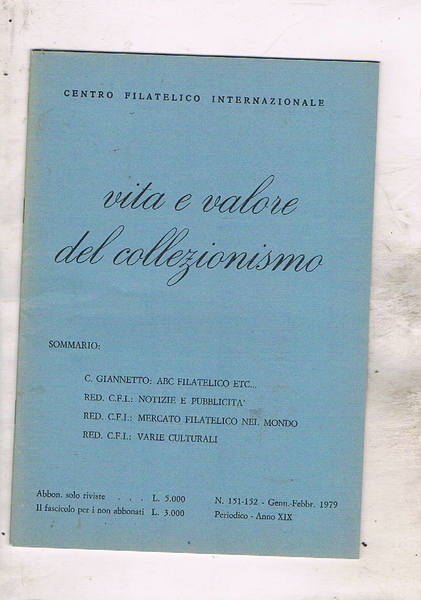 CENTRO FILATELICO INTERNAZIONALE
vita e valore
del collezionismo
SOMMARIO:
C. GIANNETTO: ABC FILATELICO ETC...
RED. C.F.I.: NOTIZIE E PUBBLICITA'
RED. C.F.I.: MERCATO FILATELICO NEL MONDO
RED. C.F.I.: VARIE CULTURALI
Abbon. solo riviste . . . L. 5.000
Il fascicolo per i non abbonati L. 3.000
N. 151-152 - Genn.-Febbr. 1979
Periodico - Anno XIX